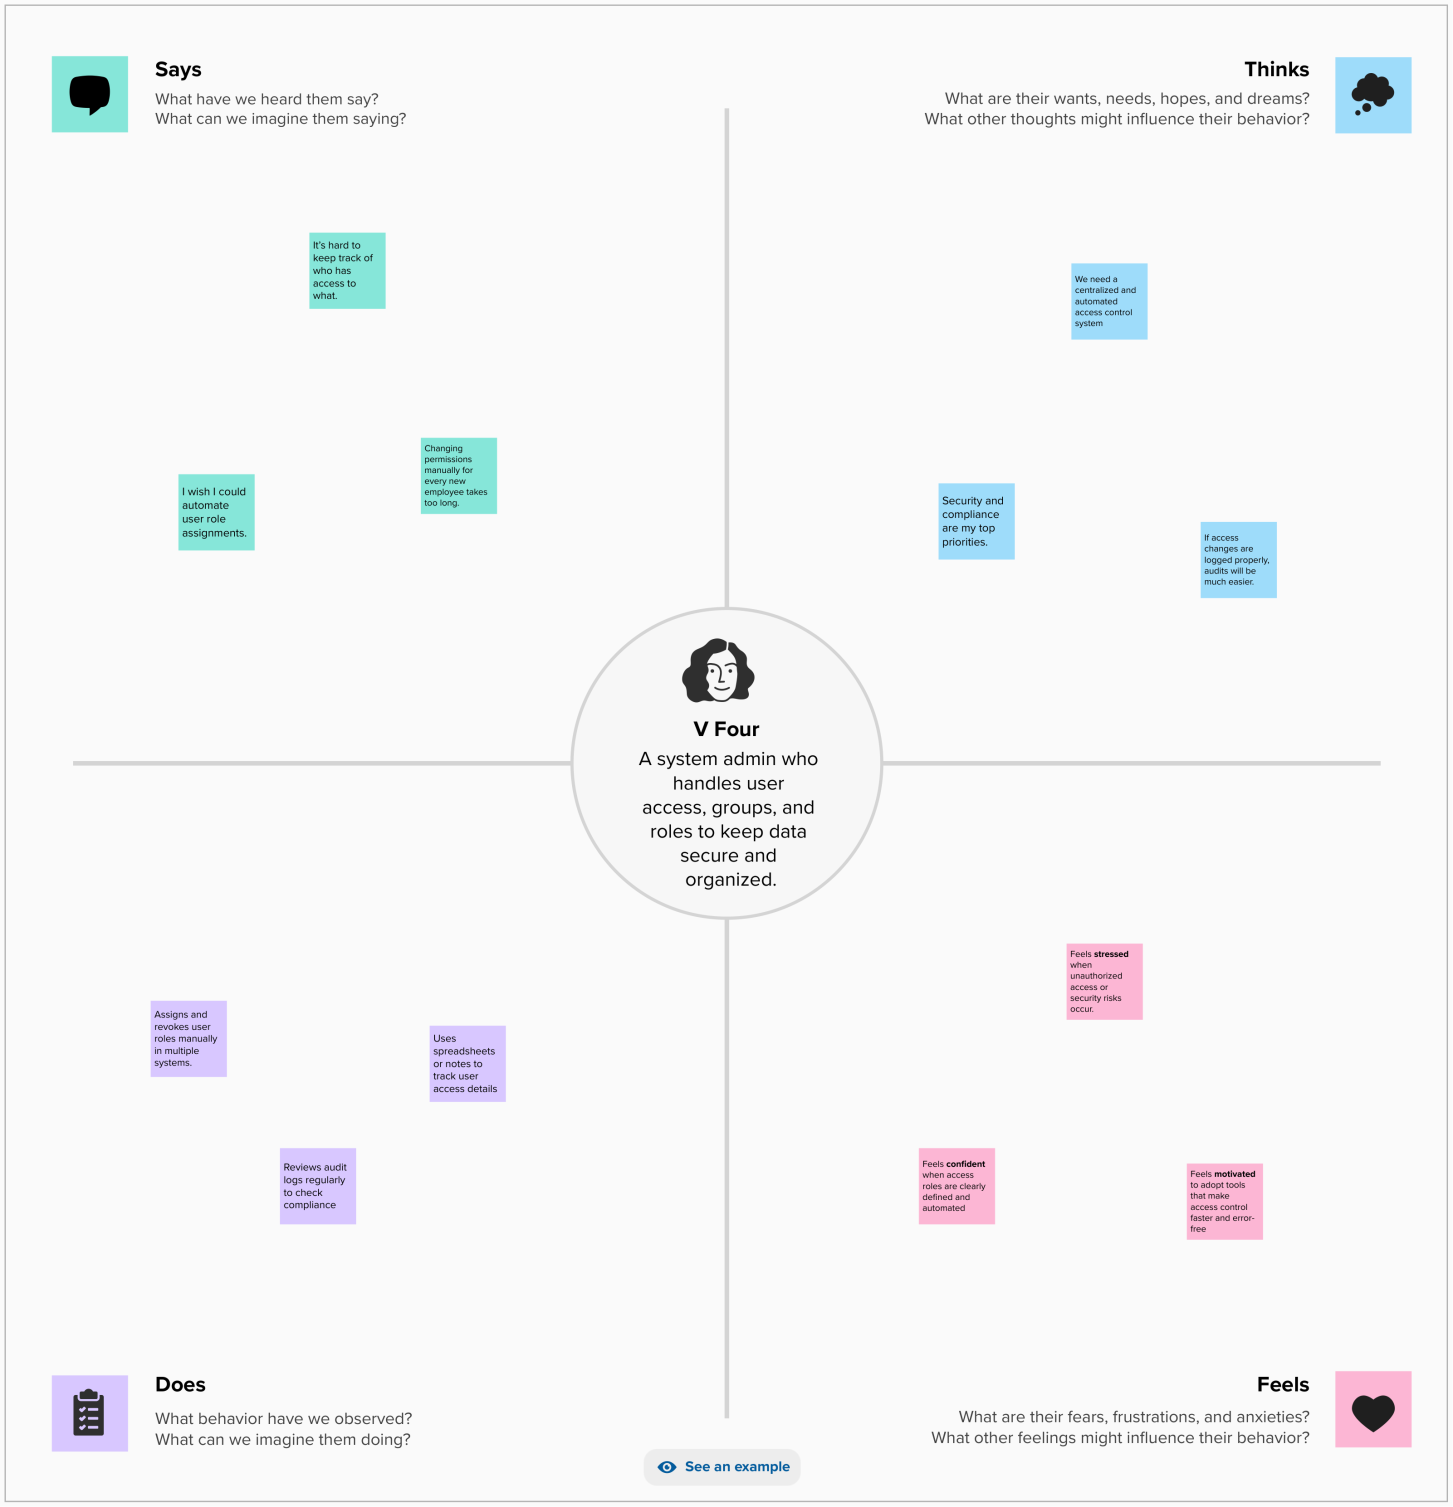 Says
What have we heard them say?
What can we imagine them saying?
Thinks
What are their wants, needs, hopes, and dreams?
What other thoughts might influence their behavior?
It's hard to
keep track of
who has
access to
what.
I wish I could
automate
user role
assignments.
Changing
permissions
manually for
every new
employee takes
too long.
We need a
centralized and
automated
access control
system
Security and
compliance
are my top
priorities.
If access
changes are
logged properly,
audits will be
much easier.
V Four
A system admin who
handles user
access, groups, and
roles to keep data
secure and
organized.
Assigns and
revokes user
roles manually
in multiple
systems.
Uses
spreadsheets
or notes to
track user
access details
Reviews audit
logs regularly
to check
compliance
Feels stressed
when
unauthorized
access or
security risks
occur.
Feels confident
when access
roles are clearly
defined and
automated
Feels motivated
to adopt tools
that make
access control
faster and error-
free
Does
What behavior have we observed?
What can we imagine them doing?
Feels
What are their fears, frustrations, and anxieties?
What other feelings might influence their behavior?
See an example